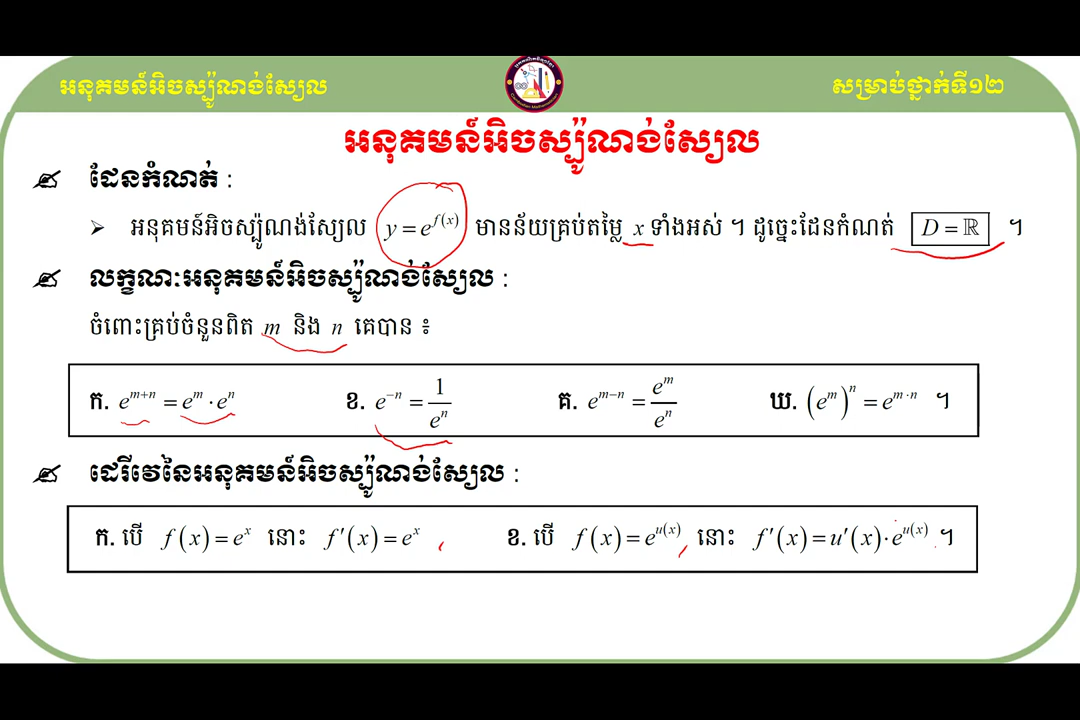 អនុគមន៍អិចស្ប៉ូណង់ស្យែល
សម្រាប់ថ្នាក់ទី១២
អនុគមន៍អិចស្ប៉ូណង់ស្យែល
ដែនកំណត់ :
អនុគមន៍អិចស្ប៉ូណង់ស្យែល y = e^{f(x)} មានន័យគ្រប់តម្លៃ x ទាំងអស់ ។ ដូច្នេះដែនកំណត់ D = ℝ ។
លក្ខណៈអនុគមន៍អិចស្ប៉ូណង់ស្យែល :
ចំពោះគ្រប់ចំនួនពិត m និង n គេបាន ៖
ក. e^{m+n} = e^m · e^n ខ. e^{-n} = 1/e^n គ. e^{m-n} = e^m/e^n ឃ. (e^m)^n = e^{m·n} ។
ដេរីវេនៃអនុគមន៍អិចស្ប៉ូណង់ស្យែល :
ក. បើ f(x) = e^x នោះ f′(x) = e^x ខ. បើ f(x) = e^{u(x)} នោះ f′(x) = u′(x)·e^{u(x)} ។